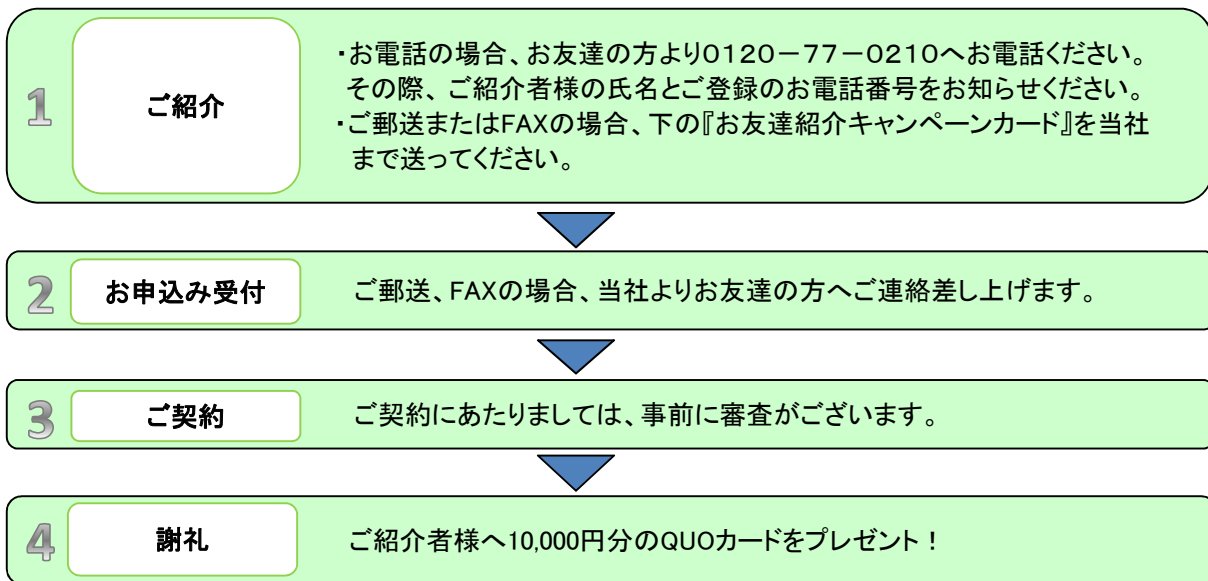 1
ご紹介
・お電話の場合、お友達の方より０１２０－７７－０２１０へお電話ください。
その際、ご紹介者様の氏名とご登録のお電話番号をお知らせください。
・ご郵送またはFAXの場合、下の『お友達紹介キャンペーンカード』を当社
まで送ってください。
2
お申込み受付
ご郵送、FAXの場合、当社よりお友達の方へご連絡差し上げます。
3
ご契約
ご契約にあたりましては、事前に審査がございます。
4
謝礼
ご紹介者様へ10,000円分のQUOカードをプレゼント！